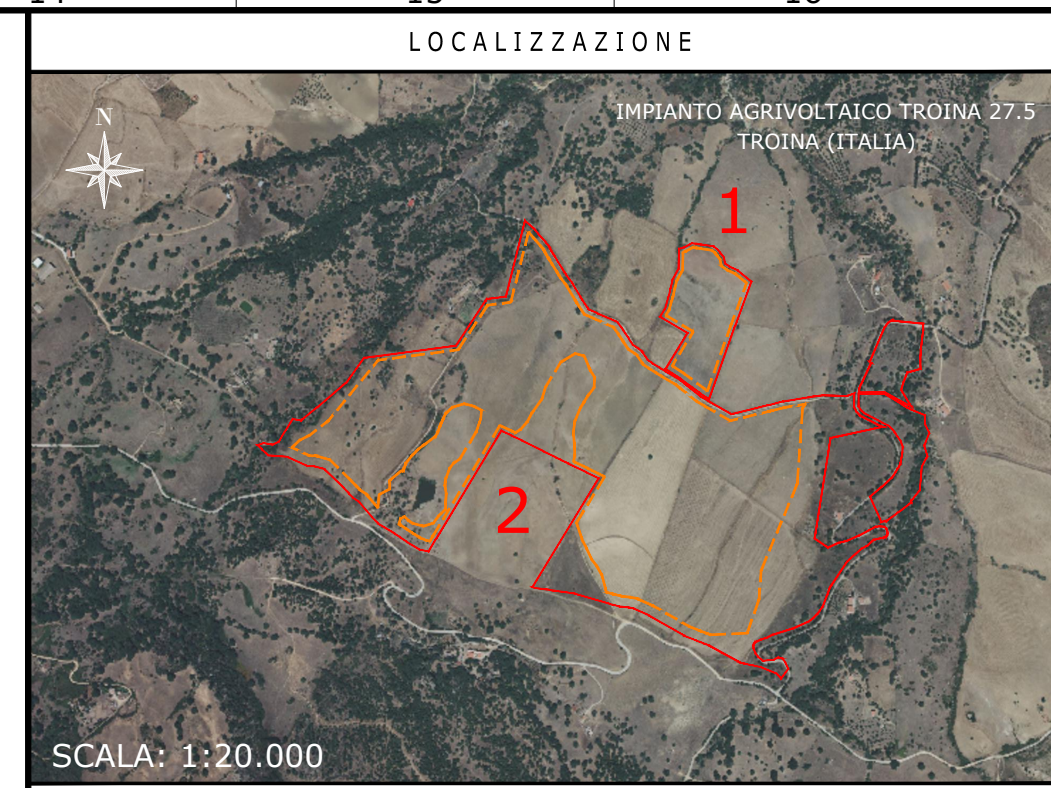 LOCALIZZAZIONE
N
IMPIANTO AGRIVOLTAICO TROINA 27.5
TROINA (ITALIA)
1
2
SCALA: 1:20.000